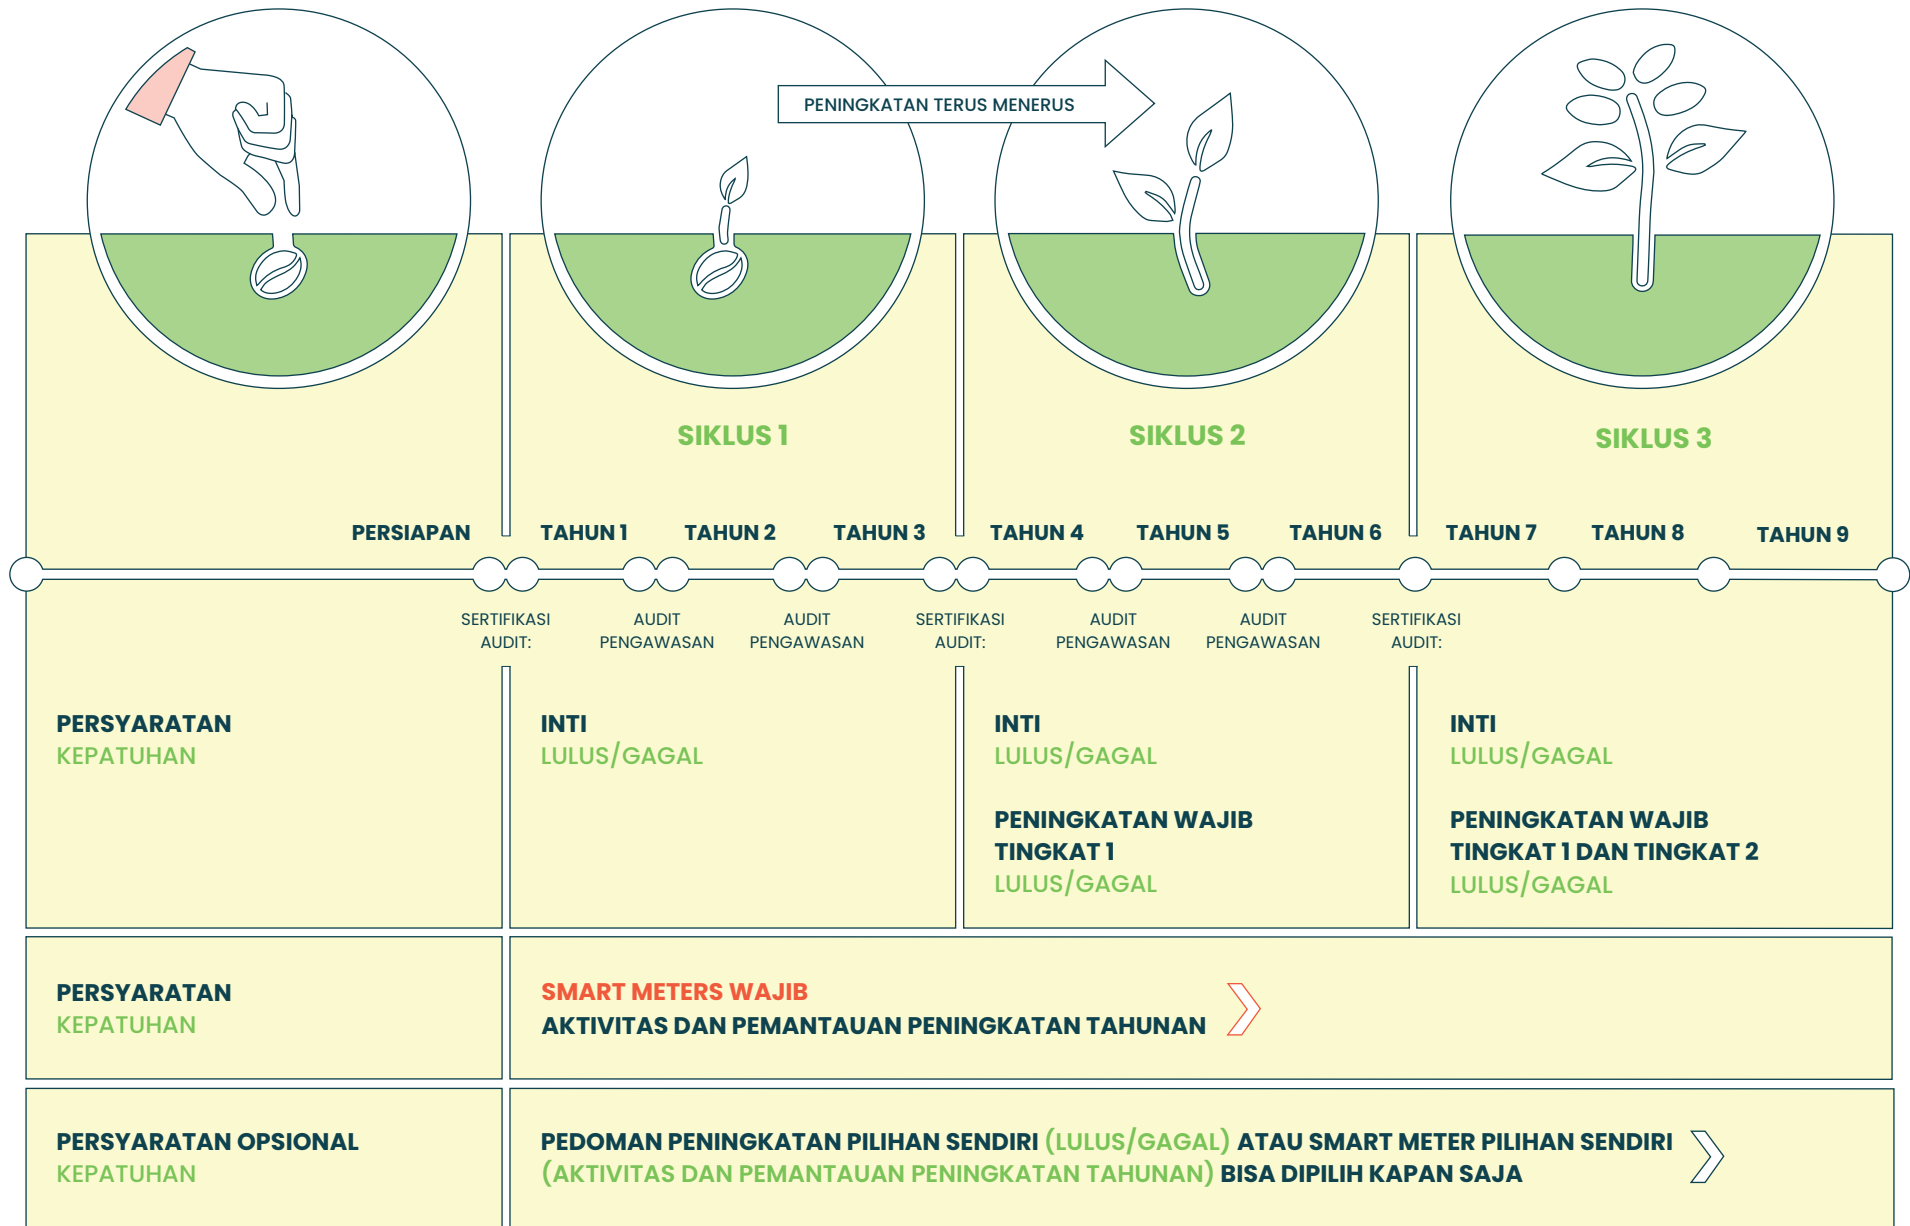 PENINGKATAN TERUS MENERUS
SIKLUS 1
SIKLUS 2
SIKLUS 3
PERSIAPAN
TAHUN 1
TAHUN 2
TAHUN 3
TAHUN 4
TAHUN 5
TAHUN 6
TAHUN 7
TAHUN 8
TAHUN 9
SERTIFIKASI
AUDIT:
AUDIT
PENGAWASAN
AUDIT
PENGAWASAN
SERTIFIKASI
AUDIT:
AUDIT
PENGAWASAN
AUDIT
PENGAWASAN
SERTIFIKASI
AUDIT:
PERSYARATAN
KEPATUHAN
INTI
LULUS/GAGAL
INTI
LULUS/GAGAL
PENINGKATAN WAJIB
TINGKAT 1
LULUS/GAGAL
INTI
LULUS/GAGAL
PENINGKATAN WAJIB
TINGKAT 1 DAN TINGKAT 2
LULUS/GAGAL
PERSYARATAN
KEPATUHAN
SMART METERS WAJIB
AKTIVITAS DAN PEMANTAUAN PENINGKATAN TAHUNAN
PERSYARATAN OPSIONAL
KEPATUHAN
PEDOMAN PENINGKATAN PILIHAN SENDIRI (LULUS/GAGAL) ATAU SMART METER PILIHAN SENDIRI
(AKTIVITAS DAN PEMANTAUAN PENINGKATAN TAHUNAN) BISA DIPILIH KAPAN SAJA